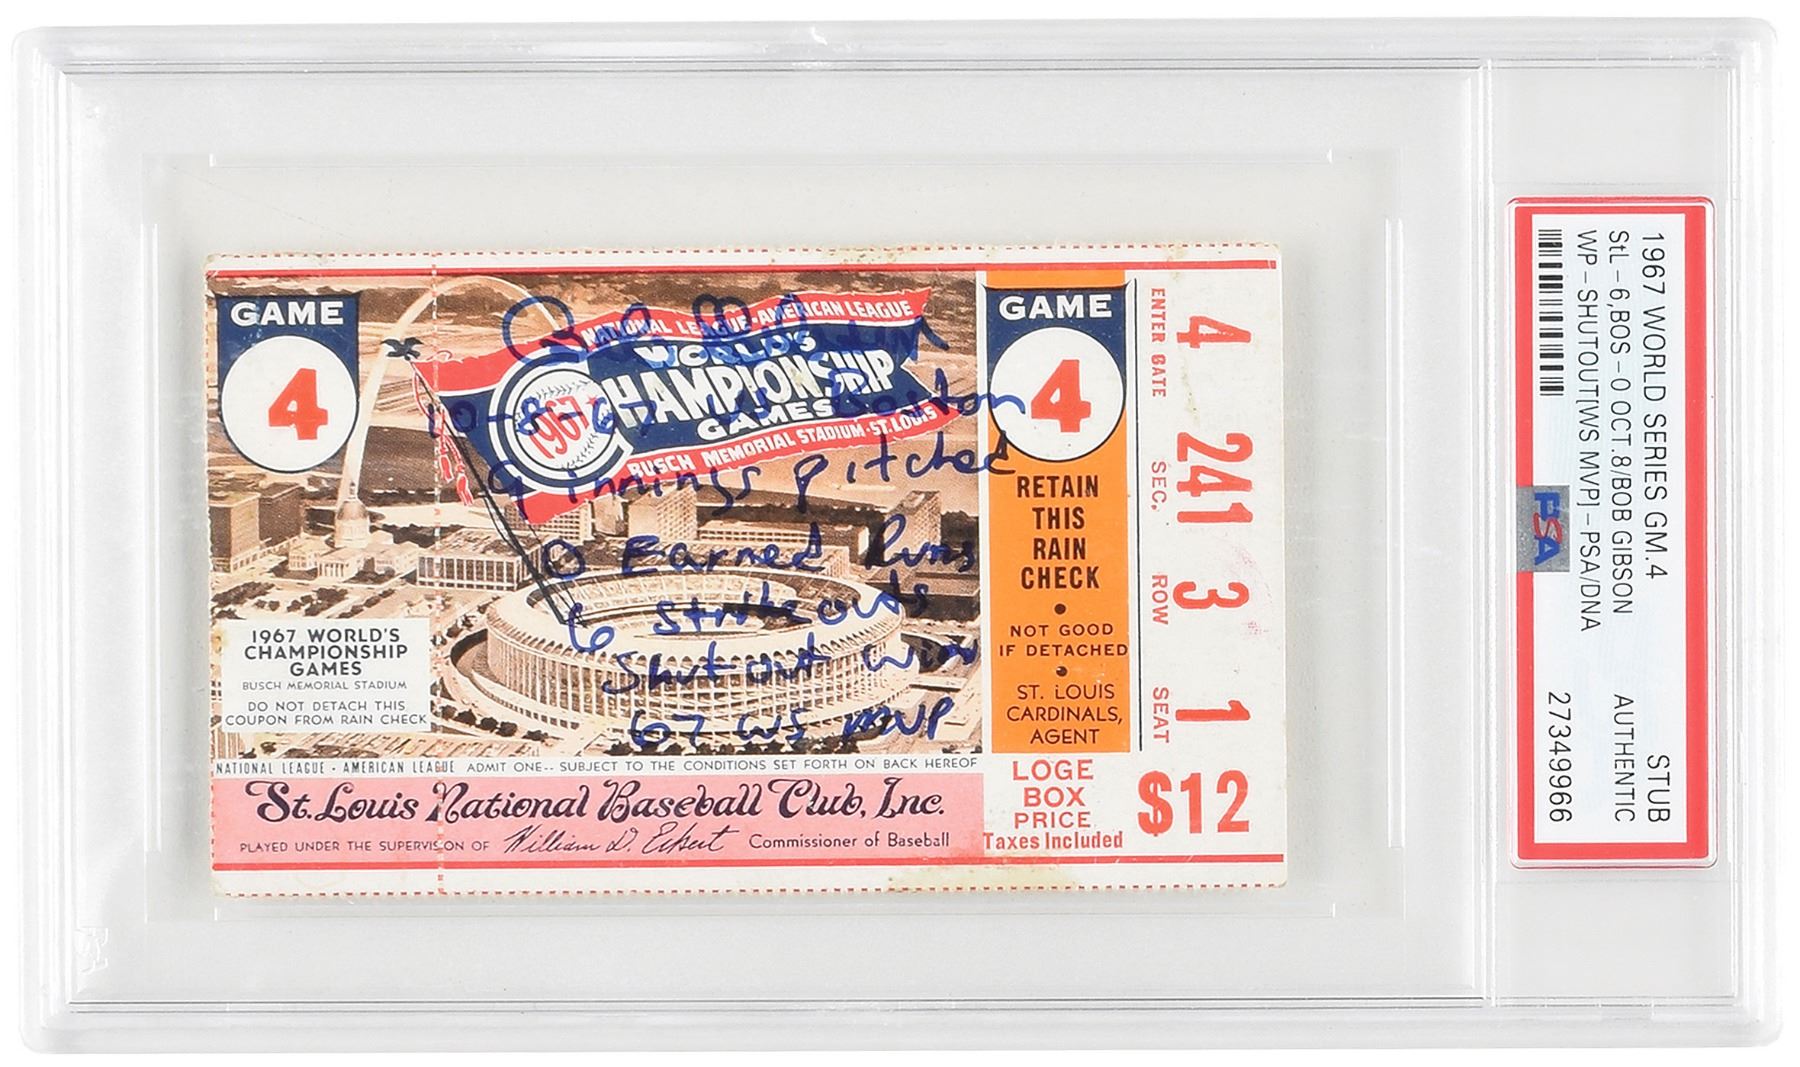 GAME
4
1967 WORLD'S
CHAMPIONSHIP
GAMES
BUSCH MEMORIAL STADIUM
DO NOT DETACH THIS
COUPON FROM RAIN CHECK
NATIONAL LEAGUE-AMERICAN LEAGUE
WORLD'S
CHAMPIONSHIP
GAMES
1967
BUSCH MEMORIAL STADIUM-ST. LOUIS
Bob Gibson
10-8-67 vs Boston
9 innings pitched
0 Earned Runs
6 Strikeouts
Shut out win
67 WS MVP
NATIONAL LEAGUE - AMERICAN LEAGUE ADMIT ONE-- SUBJECT TO THE CONDITIONS SET FORTH ON BACK HEREOF
St. Louis National Baseball Club, Inc.
PLAYED UNDER THE SUPERVISION OF William D. Eckert Commissioner of Baseball
GAME
4
RETAIN
THIS
RAIN
CHECK
NOT GOOD
IF DETACHED
ST. LOUIS
CARDINALS,
AGENT
LOGE
BOX
PRICE
Taxes Included
$12
ENTER GATE 4
SEC. 241
ROW 3
SEAT 1
1967 WORLD SERIES GM.4 STUB
StL-6,BOS-0 OCT.8/BOB GIBSON AUTHENTIC
WP-SHUTOUT(WS MVP]-PSA/DNA 27349966
PSA